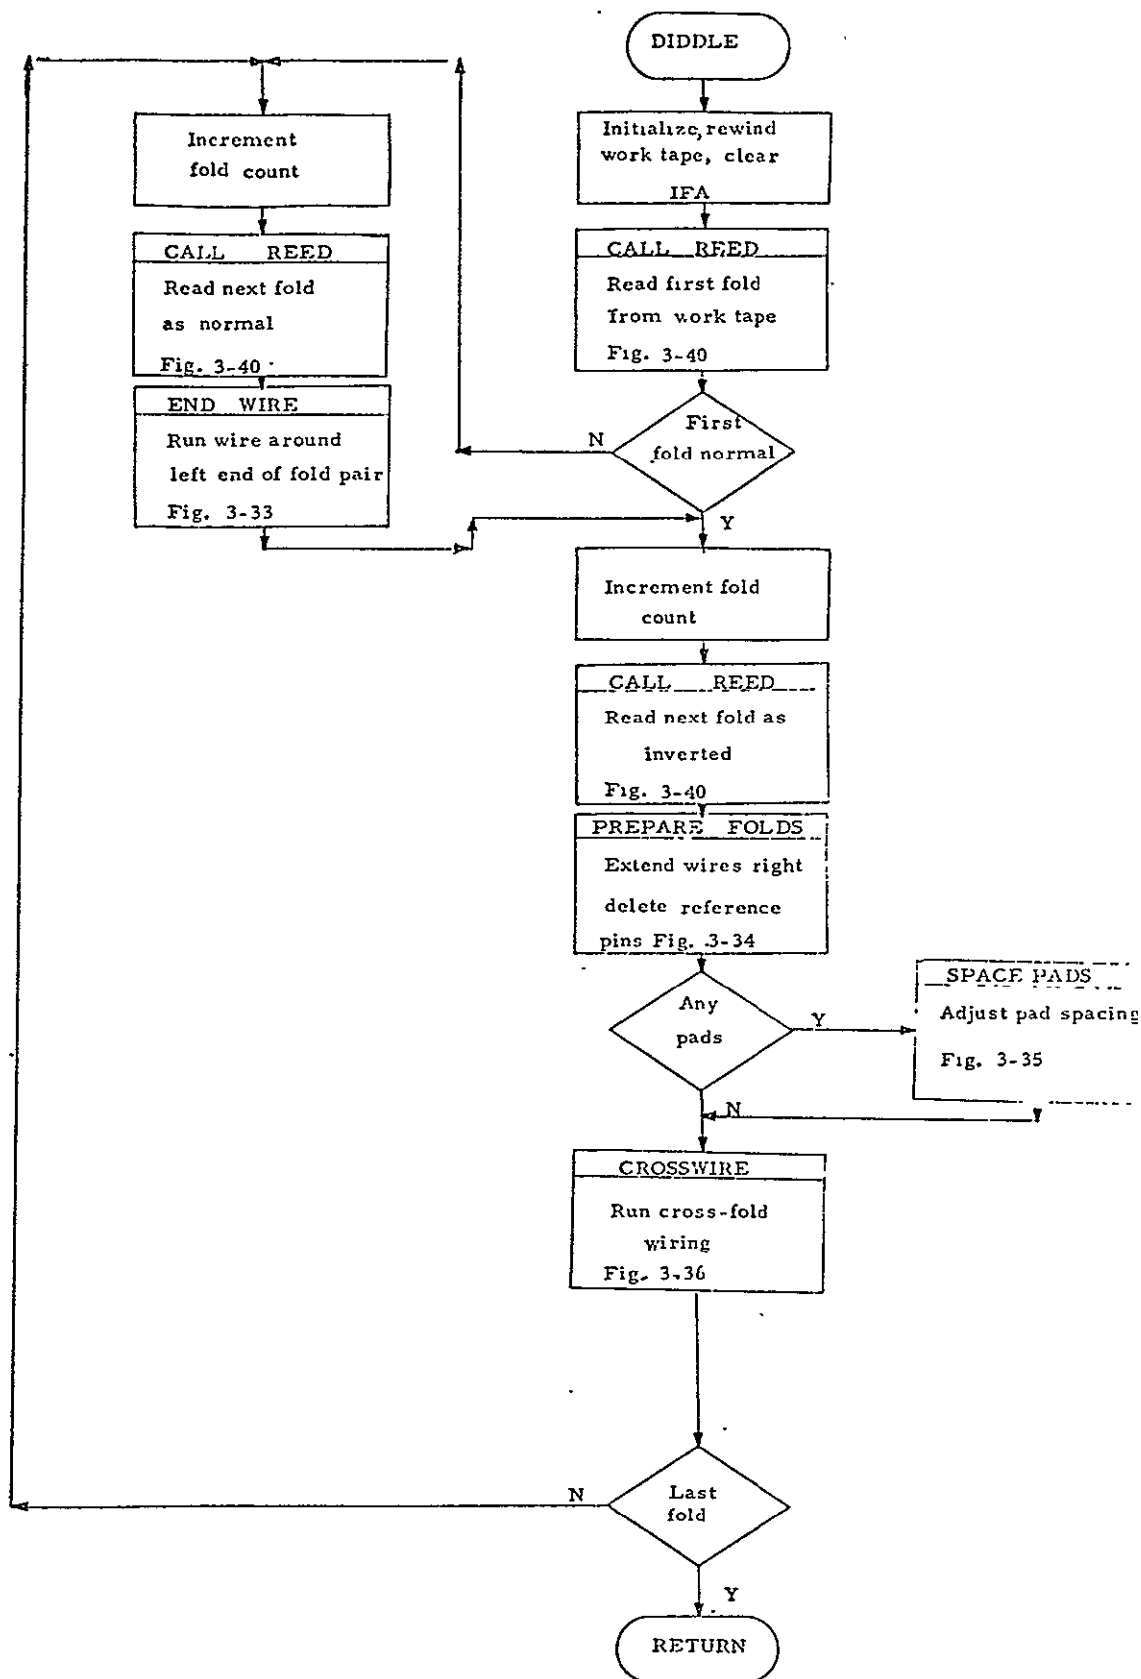 DIDDLE
Initialize, rewind
work tape, clear
IFA
CALL REED
Read first fold
from work tape
Fig. 3-40
First
fold normal
N
Y
Increment
fold count
CALL REED
Read next fold
as normal
Fig. 3-40
END WIRE
Run wire around
left end of fold pair
Fig. 3-33
Increment fold
count
CALL REED
Read next fold as
inverted
Fig. 3-40
PREPARE FOLDS
Extend wires right
delete reference
pins Fig. 3-34
Any
pads
Y
N
SPACE PADS
Adjust pad spacing
Fig. 3-35
CROSSWIRE
Run cross-fold
wiring
Fig. 3-36
Last
fold
N
Y
RETURN